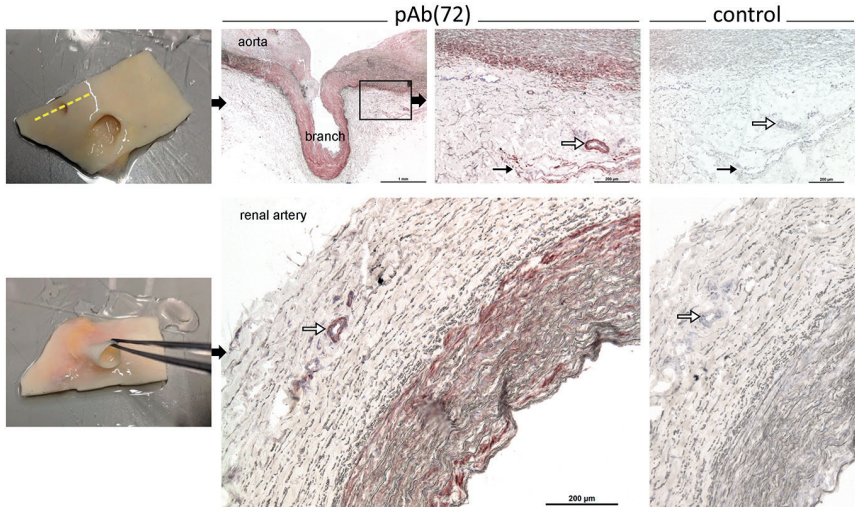 pAb(72)
control
aorta
branch
1 mm
200 µm
200 µm
renal artery
200 µm